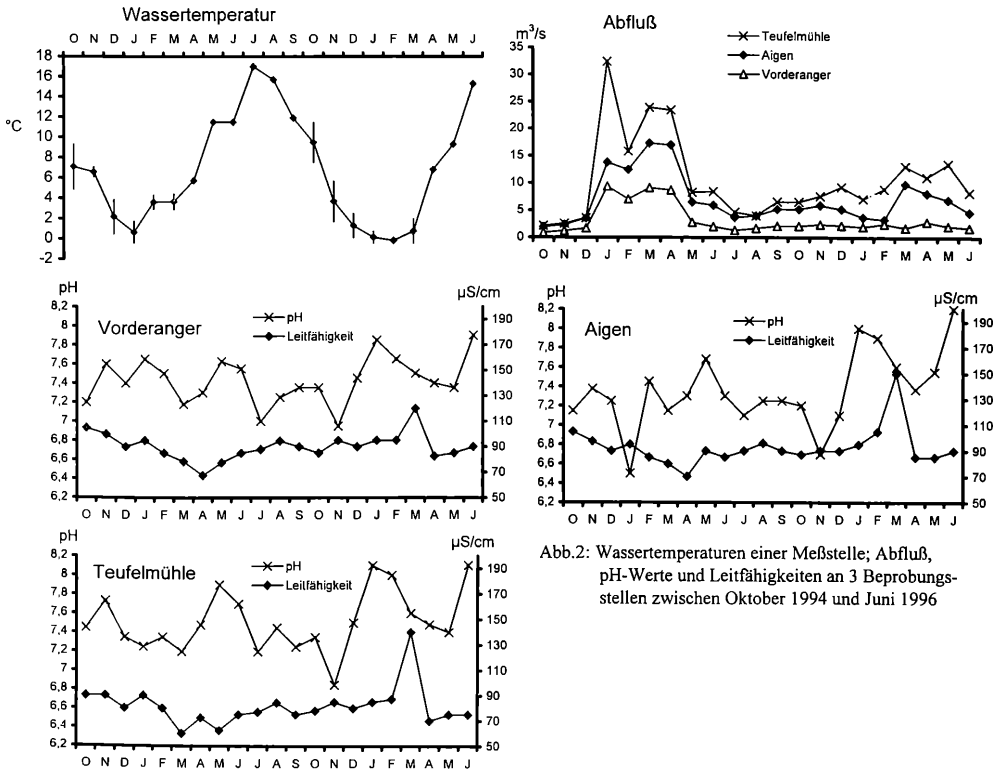 Wassertemperatur
O N D J F M A M J J A S O N D J F M A M J
18
16
14
12
10
8
6
4
2
0
-2
°C
Abfluß
m³/s
35
30
25
20
15
10
5
0
Teufelmühle
Aigen
Vorderanger
O N D J F M A M J J A S O N D J F M A M J
pH
8,2
8
7,8
7,6
7,4
7,2
7
6,8
6,6
6,4
6,2
Vorderanger
pH
Leitfähigkeit
µS/cm
190
170
150
130
110
90
70
50
O N D J F M A M J J A S O N D J F M A M J
pH
8,2
8
7,8
7,6
7,4
7,2
7
6,8
6,6
6,4
6,2
Aigen
pH
Leitfähigkeit
µS/cm
190
170
150
130
110
90
70
50
O N D J F M A M J J A S O N D J F M A M J
pH
8,2
8
7,8
7,6
7,4
7,2
7
6,8
6,6
6,4
6,2
Teufelmühle
pH
Leitfähigkeit
µS/cm
190
170
150
130
110
90
70
50
O N D J F M A M J J A S O N D J F M A M J
Abb.2: Wassertemperaturen einer Meßstelle; Abfluß,
pH-Werte und Leitfähigkeiten an 3 Beprobungs-
stellen zwischen Oktober 1994 und Juni 1996